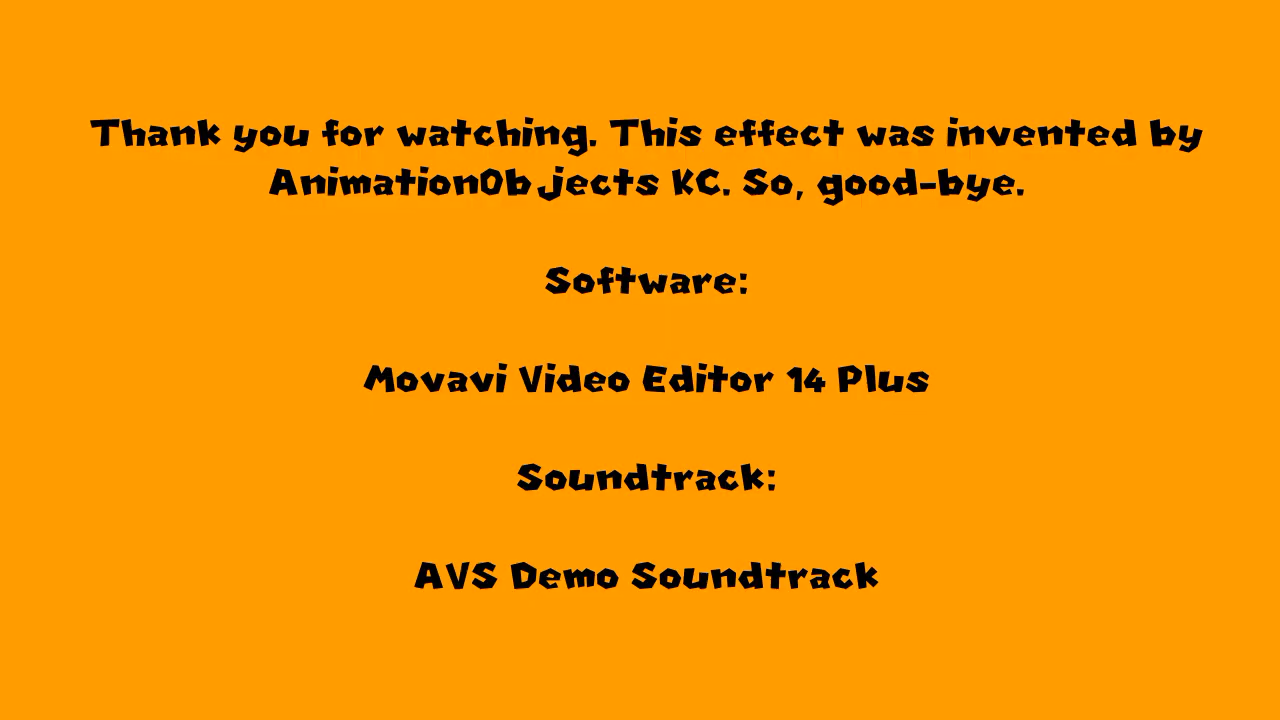 Thank you for watching. This effect was invented by
AnimationObjects KC. So, good-bye.
Software:
Movavi Video Editor 14 Plus
Soundtrack:
AVS Demo Soundtrack